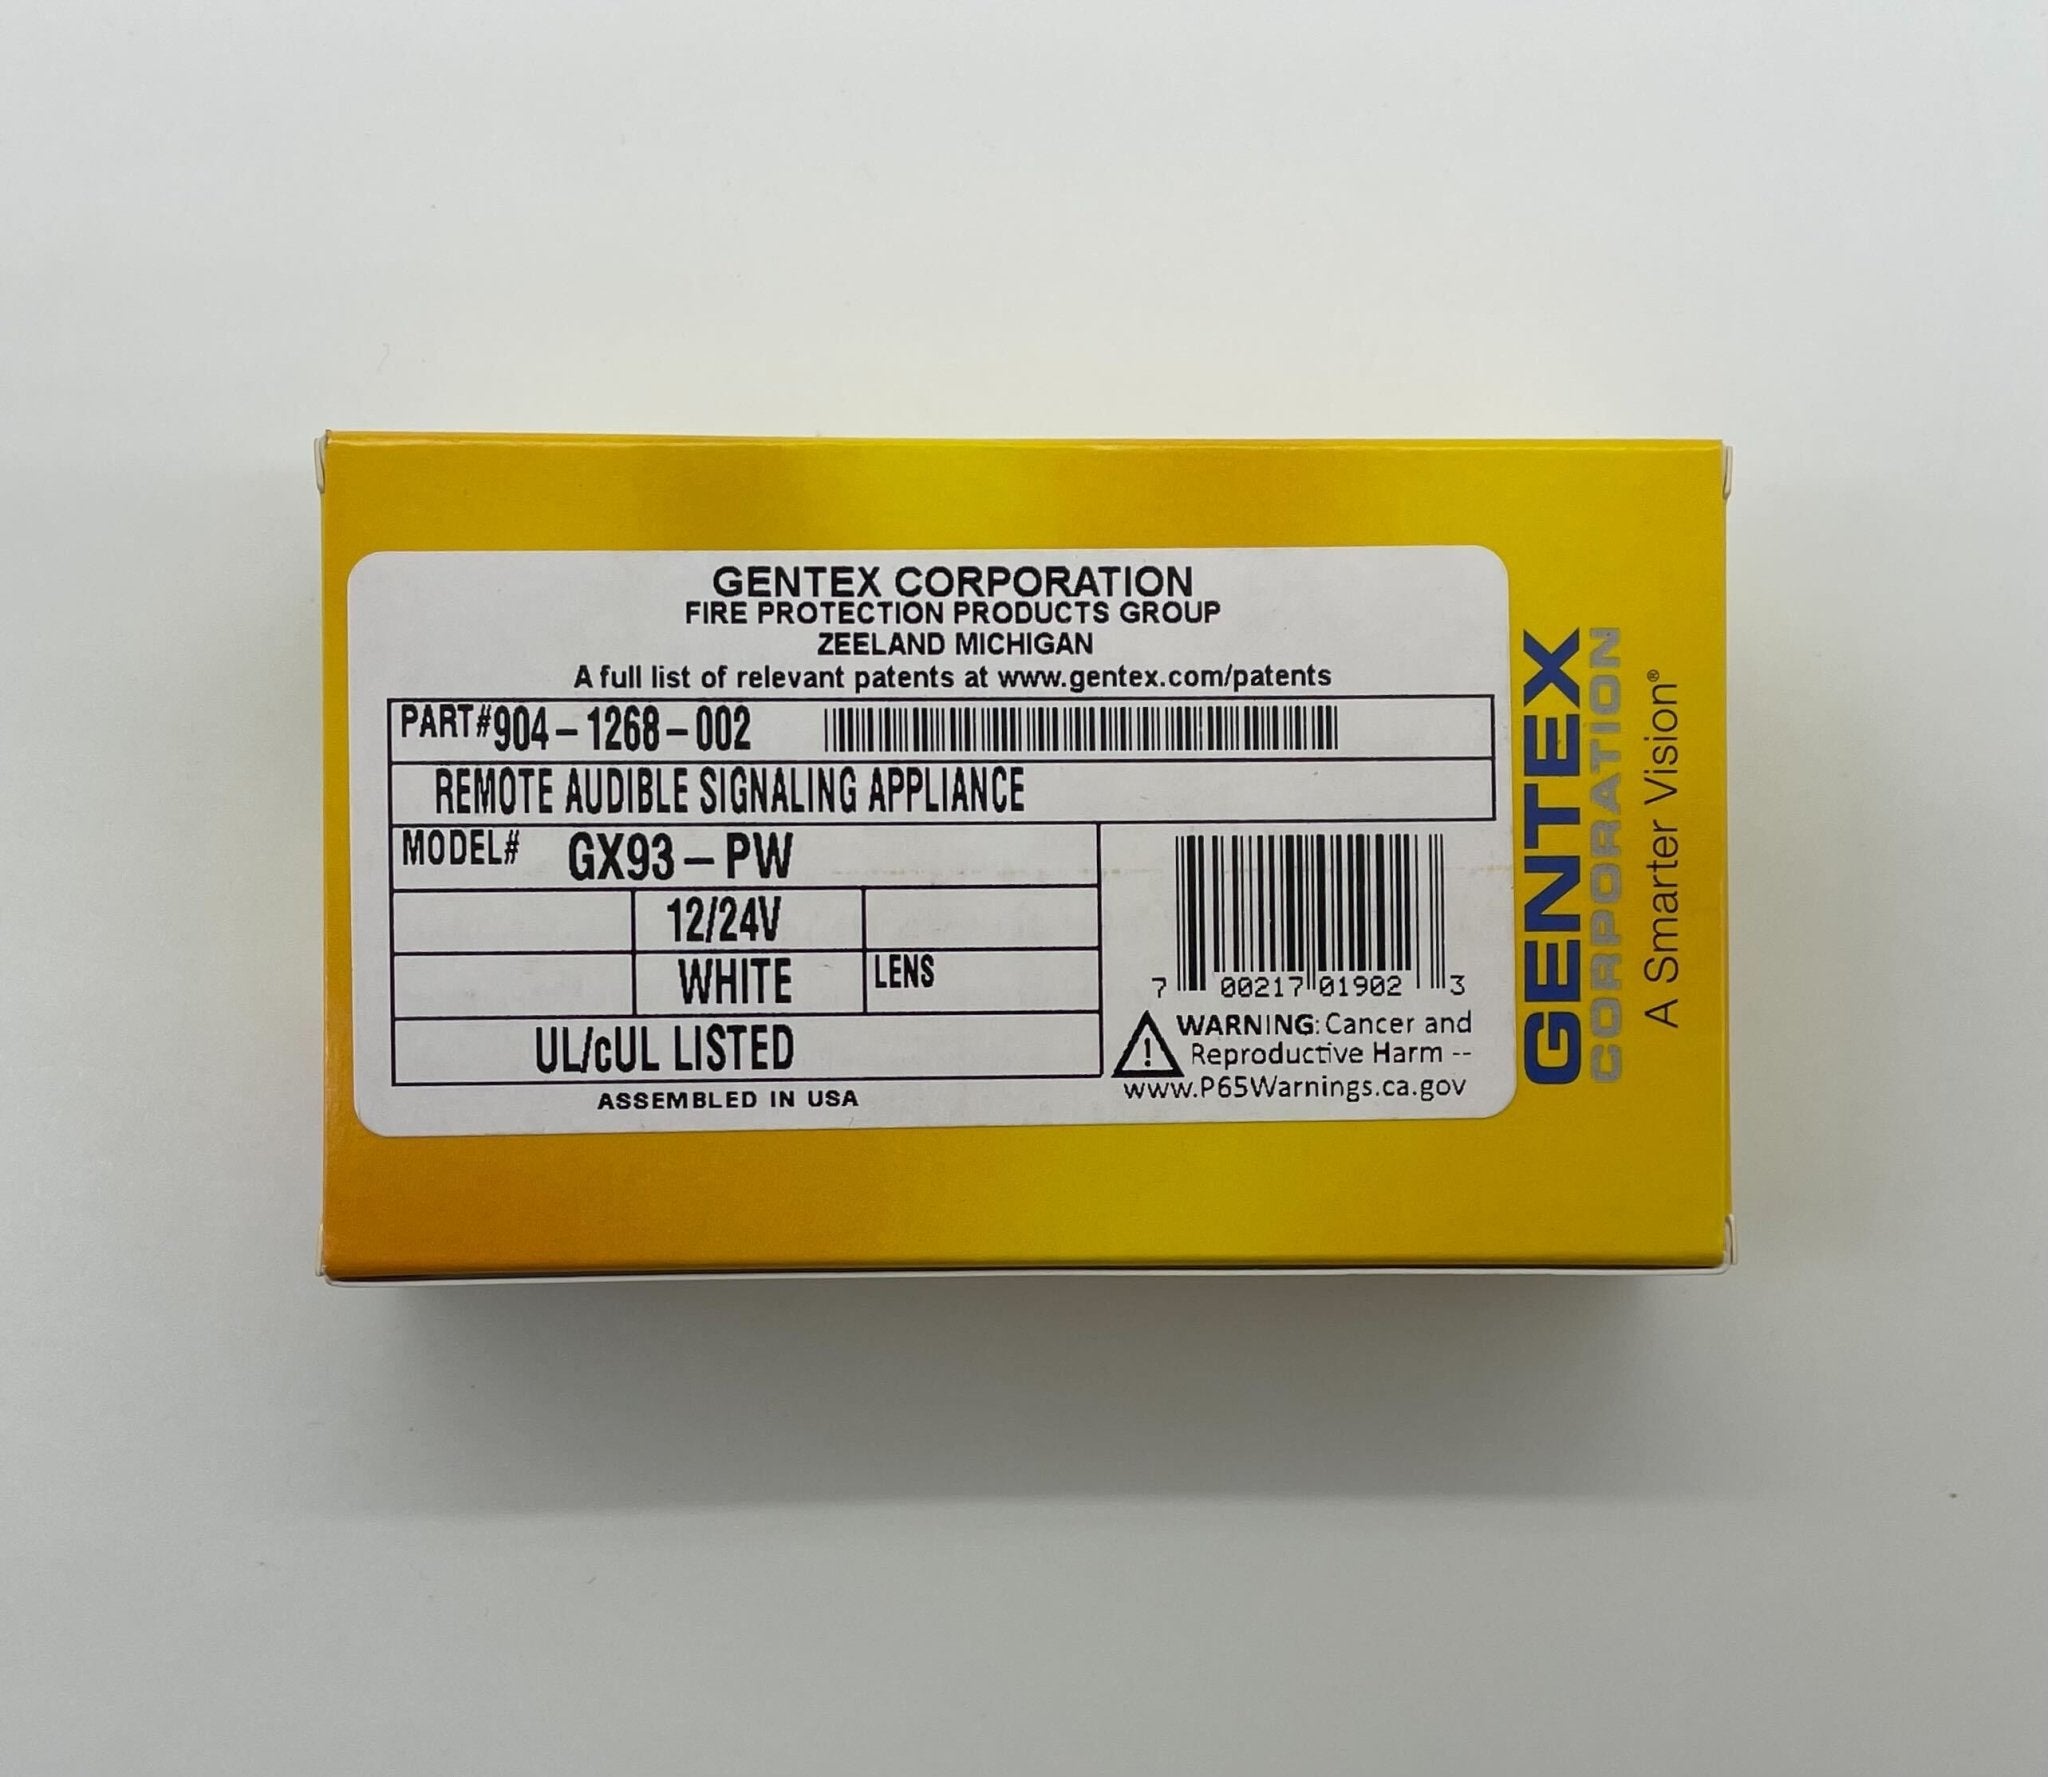 GENTEX CORPORATION
FIRE PROTECTION PRODUCTS GROUP
ZEELAND MICHIGAN
A full list of relevant patents at www.gentex.com/patents
PART# 904-1268-002
REMOTE AUDIBLE SIGNALING APPLIANCE
MODEL# GX93-PW
12/24V
WHITE LENS
UL/cUL LISTED
ASSEMBLED IN USA
7 00217 01902 3
WARNING: Cancer and
Reproductive Harm --
www.P65Warnings.ca.gov
GENTEX
CORPORATION
A Smarter Vision®